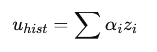 u_{hist} = \sum \alpha_i z_i